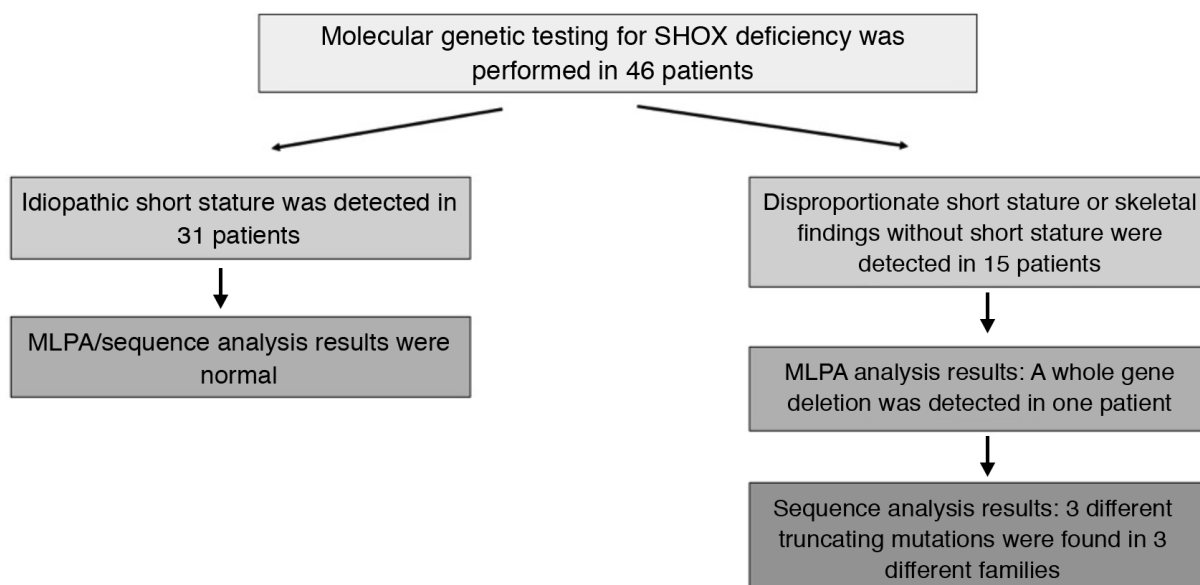 Molecular genetic testing for SHOX deficiency was
performed in 46 patients
Idiopathic short stature was detected in
31 patients
MLPA/sequence analysis results were
normal
Disproportionate short stature or skeletal
findings without short stature were
detected in 15 patients
MLPA analysis results: A whole gene
deletion was detected in one patient
Sequence analysis results: 3 different
truncating mutations were found in 3
different families